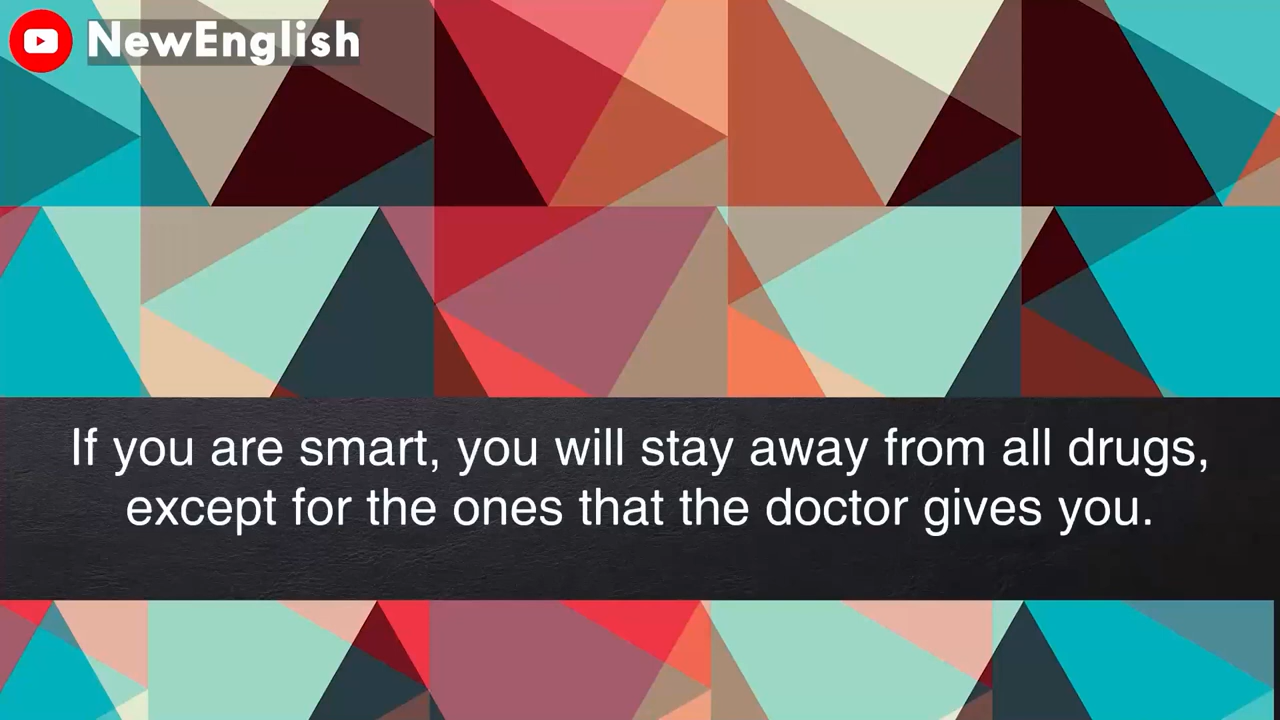 NewEnglish
If you are smart, you will stay away from all drugs,
except for the ones that the doctor gives you.